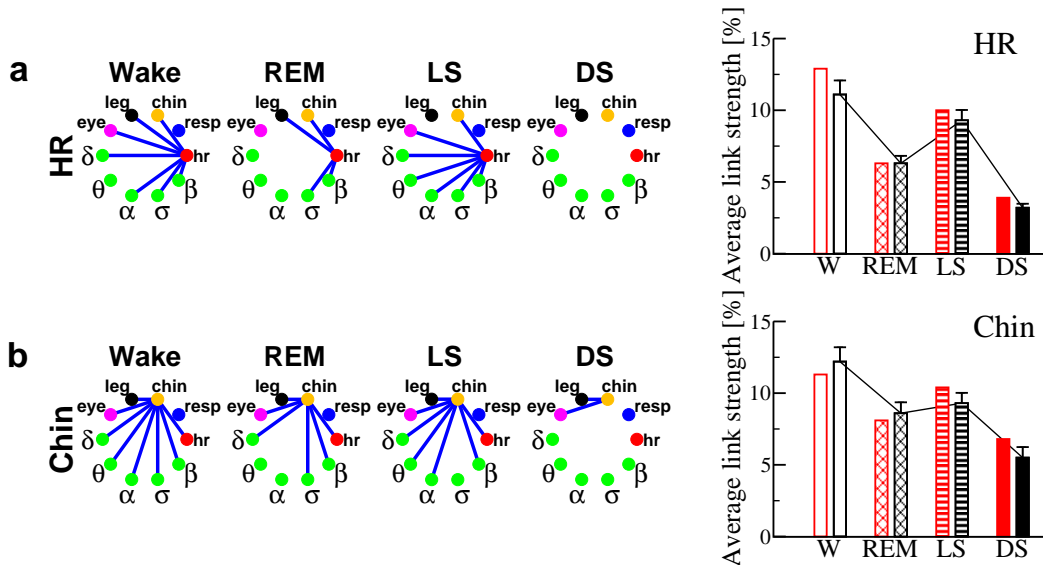 a
HR
Wake REM LS DS
leg chin leg chin leg chin leg chin
eye resp eye resp eye resp eye resp
δ hr δ hr δ hr δ hr
θ β θ β θ β θ β
α σ α σ α σ α σ
HR
Average link strength [%]
15
10
5
0
W REM LS DS
b
Chin
Wake REM LS DS
leg chin leg chin leg chin leg chin
eye resp eye resp eye resp eye resp
δ hr δ hr δ hr δ hr
θ β θ β θ β θ β
α σ α σ α σ α σ
Chin
Average link strength [%]
15
10
5
0
W REM LS DS